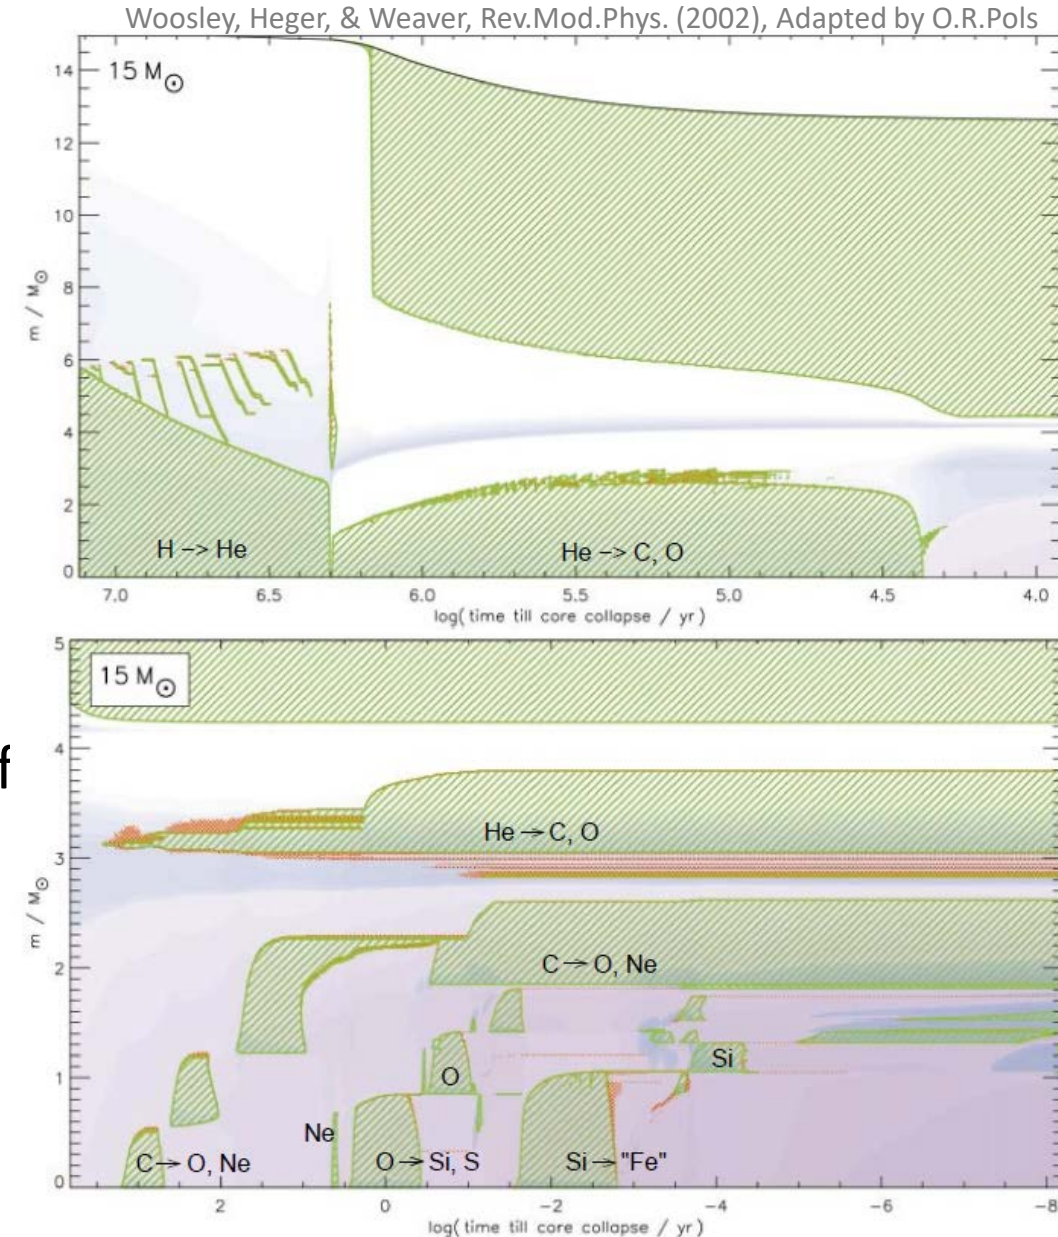 Woosley, Heger, & Weaver, Rev.Mod.Phys. (2002), Adapted by O.R.Pols
15 M⊙
14
12
10
8
6
4
2
0
m / M⊙
H -> He
He -> C, O
7.0 6.5 6.0 5.5 5.0 4.5 4.0
log(time till core collapse / yr)
f
15 M⊙
5
4
3
2
1
0
m / M⊙
He → C, O
C → O, Ne
Si
O
Ne
C → O, Ne
O → Si, S
Si → "Fe"
2 0 −2 −4 −6 −8
log(time till core collapse / yr)